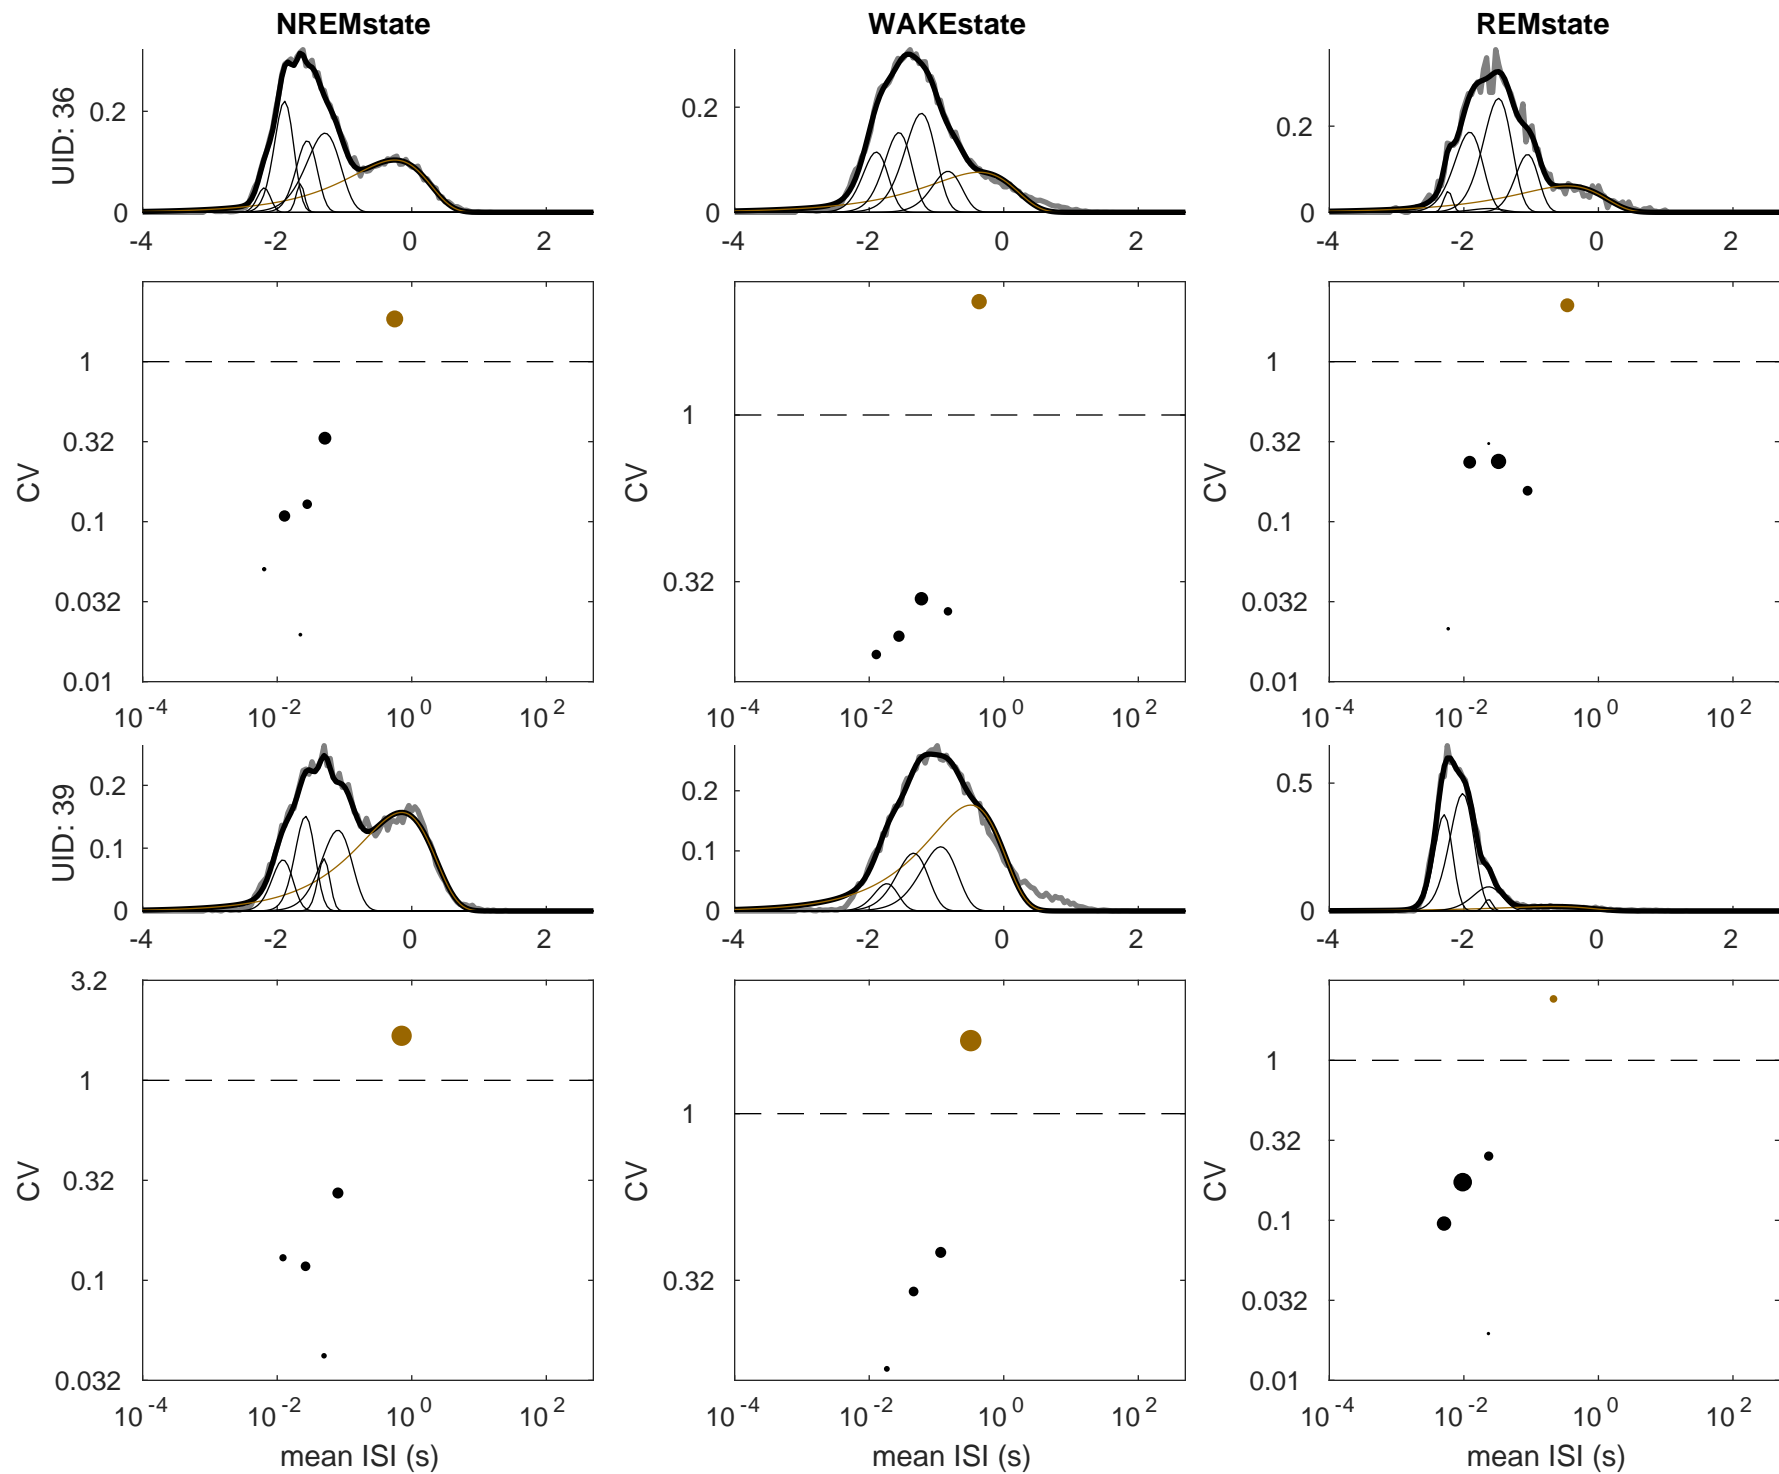 NREMstate WAKEstate REMstate
UID: 36
0.2 0.2 0.2
0 0 0
-4 -2 0 2 -4 -2 0 2 -4 -2 0 2
CV CV CV
1 1 1
0.32 0.32 0.32
0.1 0.1
0.032 0.032
0.01 0.01
10^-4 10^-2 10^0 10^2 10^-4 10^-2 10^0 10^2 10^-4 10^-2 10^0 10^2
UID: 39
0.2 0.2 0.5
0.1 0.1
0 0 0
-4 -2 0 2 -4 -2 0 2 -4 -2 0 2
CV CV CV
3.2
1 1 1
0.32 0.32 0.32
0.1 0.1
0.032 0.032
0.01
10^-4 10^-2 10^0 10^2 10^-4 10^-2 10^0 10^2 10^-4 10^-2 10^0 10^2
mean ISI (s) mean ISI (s) mean ISI (s)